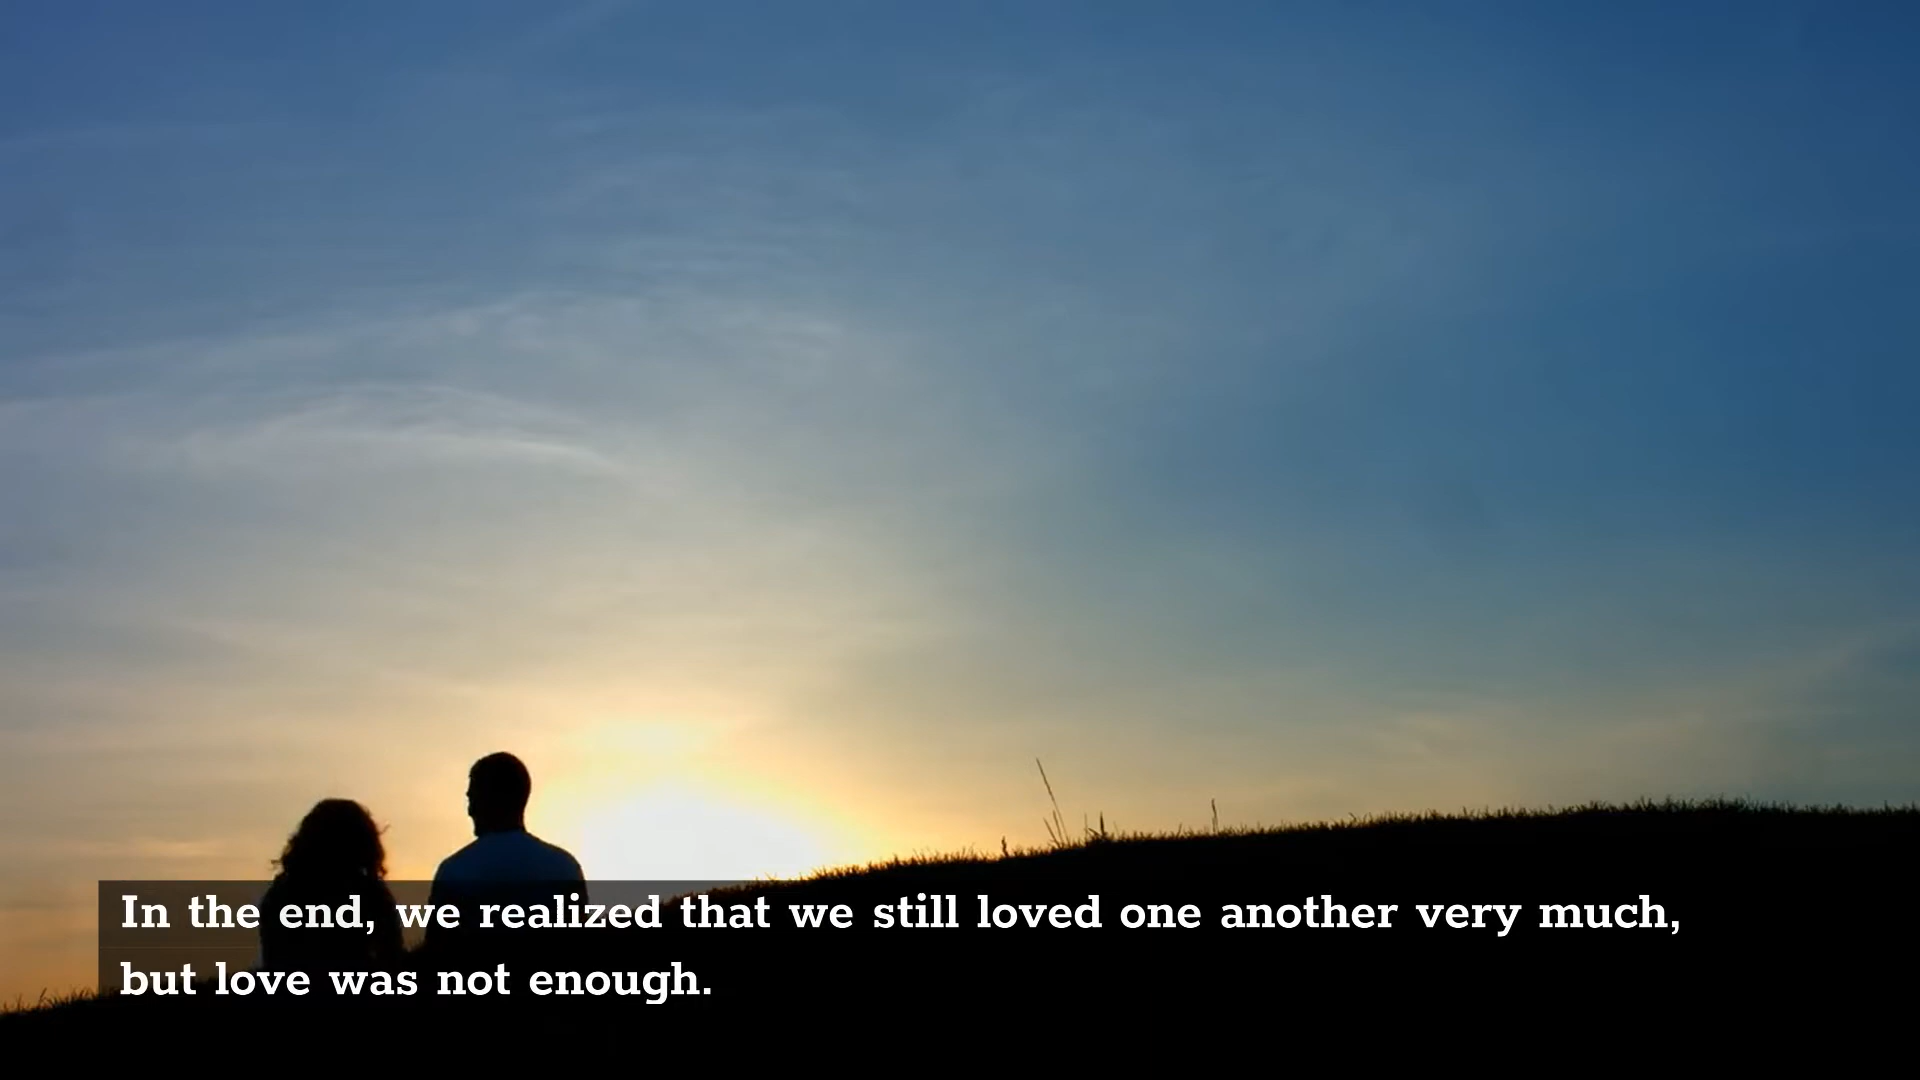 In the end, we realized that we still loved one another very much,
but love was not enough.